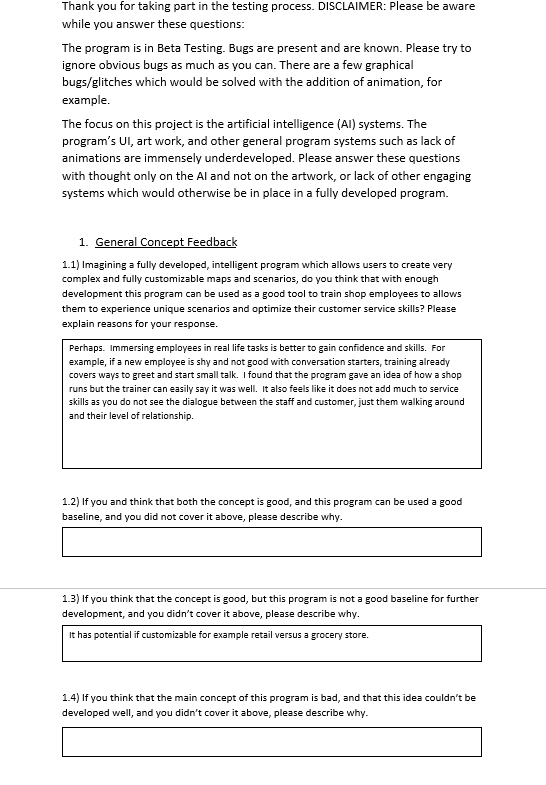 Thank you for taking part in the testing process. DISCLAIMER: Please be aware
while you answer these questions:
The program is in Beta Testing. Bugs are present and are known. Please try to
ignore obvious bugs as much as you can. There are a few graphical
bugs/glitches which would be solved with the addition of animation, for
example.
The focus on this project is the artificial intelligence (AI) systems. The
program's UI, art work, and other general program systems such as lack of
animations are immensely underdeveloped. Please answer these questions
with thought only on the AI and not on the artwork, or lack of other engaging
systems which would otherwise be in place in a fully developed program.
1. General Concept Feedback
1.1) Imagining a fully developed, intelligent program which allows users to create very
complex and fully customizable maps and scenarios, do you think that with enough
development this program can be used as a good tool to train shop employees to allows
them to experience unique scenarios and optimize their customer service skills? Please
explain reasons for your response.
Perhaps. Immersing employees in real life tasks is better to gain confidence and skills. For
example, if a new employee is shy and not good with conversation starters, training already
covers ways to greet and start small talk. I found that the program gave an idea of how a shop
runs but the trainer can easily say it was well. It also feels like it does not add much to service
skills as you do not see the dialogue between the staff and customer, just them walking around
and their level of relationship.
1.2) If you and think that both the concept is good, and this program can be used a good
baseline, and you did not cover it above, please describe why.
1.3) If you think that the concept is good, but this program is not a good baseline for further
development, and you didn't cover it above, please describe why.
It has potential if customizable for example retail versus a grocery store.
1.4) If you think that the main concept of this program is bad, and that this idea couldn't be
developed well, and you didn't cover it above, please describe why.